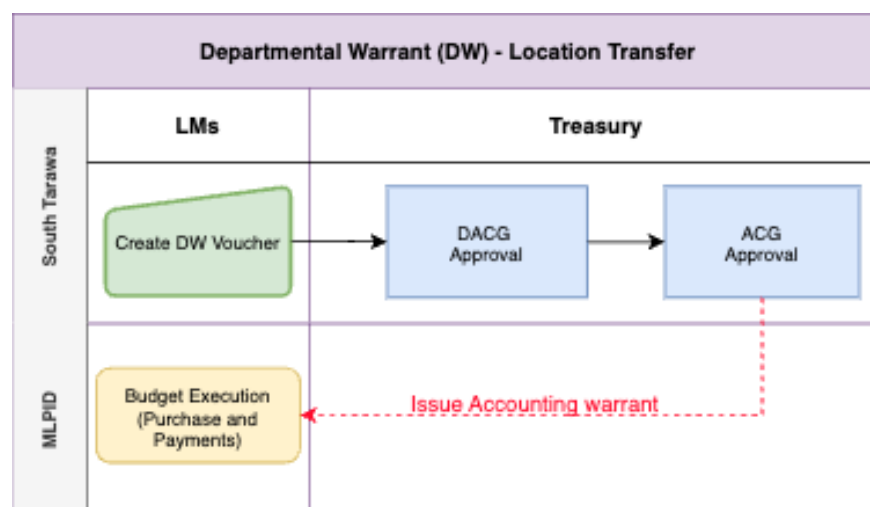 Departmental Warrant (DW) - Location Transfer
LMs
Treasury
South Tarawa
Create DW Voucher
DACG
Approval
ACG
Approval
MLPID
Budget Execution
(Purchase and
Payments)
Issue Accounting warrant